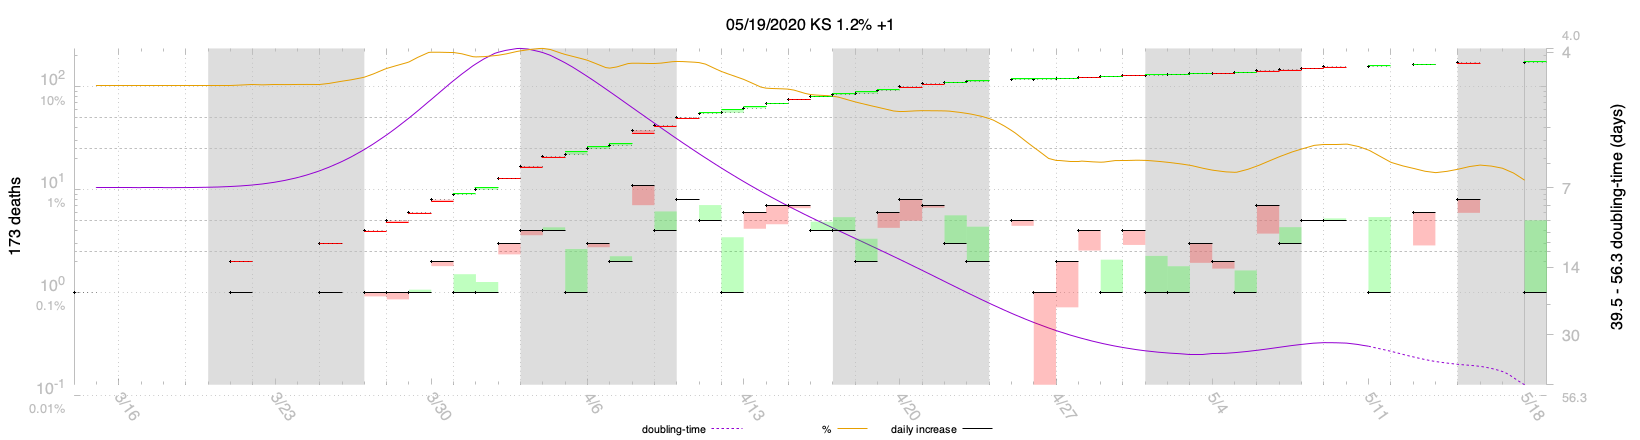 05/19/2020 KS 1.2% +1
4.0
10² 4
10%
10¹ 7
1%
14
10⁰
0.1%
30
10⁻¹
0.01% 56.3
173 deaths
39.5 - 56.3 doubling-time (days)
3/16 3/23 3/30 4/6 4/13 4/20 4/27 5/4 5/11 5/18
doubling-time % daily increase